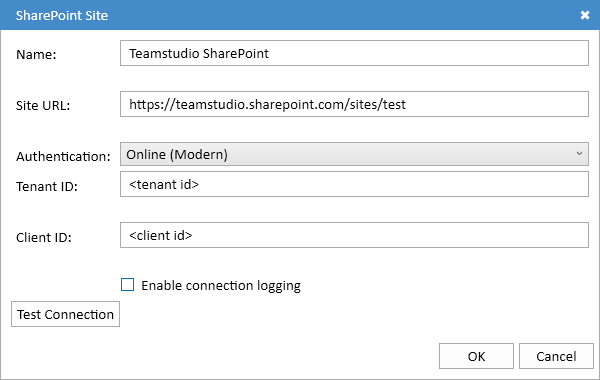 SharePoint Site
Name: Teamstudio SharePoint
Site URL: https://teamstudio.sharepoint.com/sites/test
Authentication: Online (Modern)
Tenant ID: <tenant id>
Client ID: <client id>
Enable connection logging
Test Connection
OK Cancel